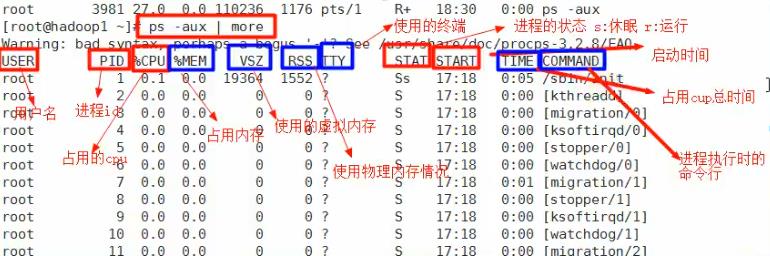 root 3981 27.0 0.0 110236 1176 pts/1 R+ 18:30 0:00 ps -aux
[root@hadoop1 ~]# ps -aux | more
使用的终端
进程的状态 s:休眠 r:运行
Warning: bad syntax, perhaps a bogus '-'? See /usr/share/doc/procps-3.2.8/FAQ
启动时间
USER PID %CPU %MEM VSZ RSS TTY STAT START TIME COMMAND
root 1 0.1 0.0 19364 1552 ? Ss 17:18 0:05 /sbin/init
占用cup总时间
root 2 0.0 0.0 0 0 ? S 17:18 0:00 [kthreadd]
用户名
进程id
root 3 0.0 0.0 0 0 ? S 17:18 0:00 [migration/0]
使用的虚拟内存
占用内存
root 4 0.0 0.0 0 0 ? S 17:18 0:00 [ksoftirqd/0]
root 5 0.0 0.0 0 0 ? S 17:18 0:00 [stopper/0]
占用的cpu
进程执行时的
命令行
root 6 0.0 0.0 0 0 ? S 17:18 0:00 [watchdog/0]
使用物理内存情况
root 7 0.0 0.0 0 0 ? S 17:18 0:01 [migration/1]
root 8 0.0 0.0 0 0 ? S 17:18 0:00 [stopper/1]
root 9 0.0 0.0 0 0 ? S 17:18 0:00 [ksoftirqd/1]
root 10 0.0 0.0 0 0 ? S 17:18 0:00 [watchdog/1]
root 11 0.0 0.0 0 0 ? S 17:18 0:00 [migration/2]